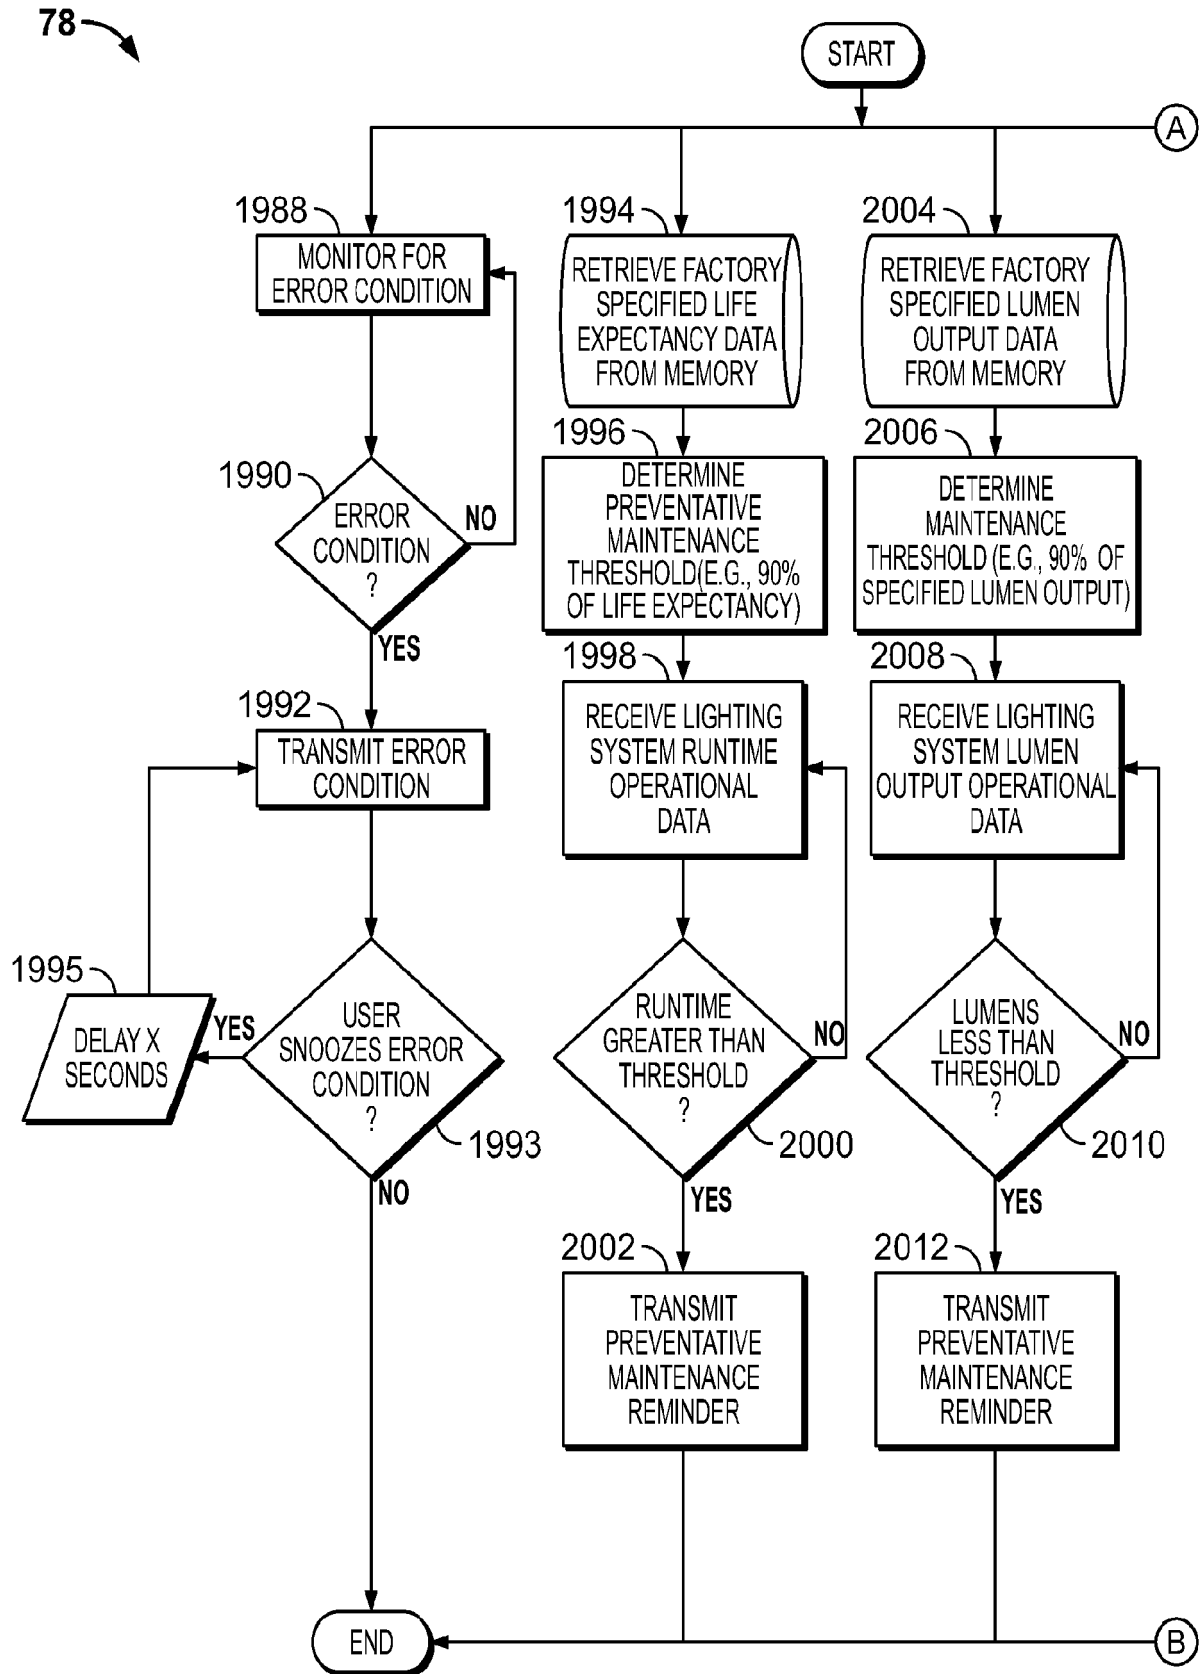 78
START
A
1988
MONITOR FOR
ERROR CONDITION
1990
ERROR
CONDITION
?
NO
YES
1992
TRANSMIT ERROR
CONDITION
1995
DELAY X
SECONDS
YES
USER
SNOOZES ERROR
CONDITION
?
1993
NO
1994
RETRIEVE FACTORY
SPECIFIED LIFE
EXPECTANCY DATA
FROM MEMORY
1996
DETERMINE
PREVENTATIVE
MAINTENANCE
THRESHOLD(E.G., 90%
OF LIFE EXPECTANCY)
1998
RECEIVE LIGHTING
SYSTEM RUNTIME
OPERATIONAL
DATA
RUNTIME
GREATER THAN
THRESHOLD
?
NO
2000
YES
2002
TRANSMIT
PREVENTATIVE
MAINTENANCE
REMINDER
2004
RETRIEVE FACTORY
SPECIFIED LUMEN
OUTPUT DATA
FROM MEMORY
2006
DETERMINE
MAINTENANCE
THRESHOLD (E.G., 90% OF
SPECIFIED LUMEN OUTPUT)
2008
RECEIVE LIGHTING
SYSTEM LUMEN
OUTPUT OPERATIONAL
DATA
LUMENS
LESS THAN
THRESHOLD
?
NO
2010
YES
2012
TRANSMIT
PREVENTATIVE
MAINTENANCE
REMINDER
END
B